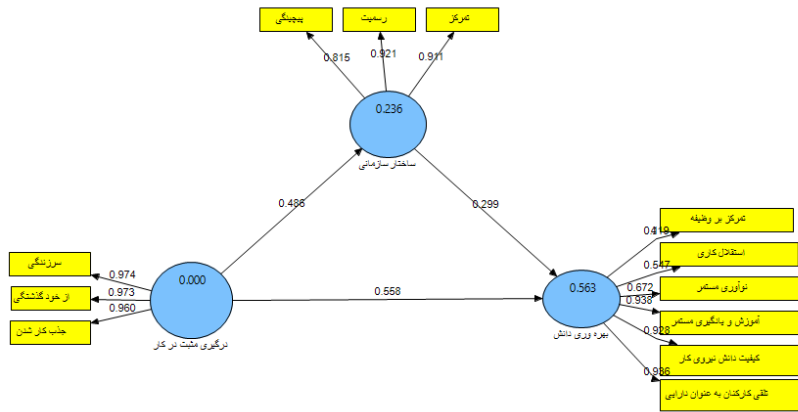 پیچیدگی
رسمیت
تمرکز
0.815
0.921
0.911
0.236
ساختار سازمانی
0.486
0.299
تمرکز بر وظیفه
استقلال کاری
0.547
سرزندگی
0.974
0.000
0.558
0.563
0.672
نوآوری مستمر
0.938
از خود گذشتگی
0.973
آموزش و یادگیری مستمر
جذب کار شدن
0.960
درگیری مثبت در کار
بهره وری دانش
0.928
کیفیت دانش نیروی کار
0.936
تلقی کارکنان به عنوان دارایی